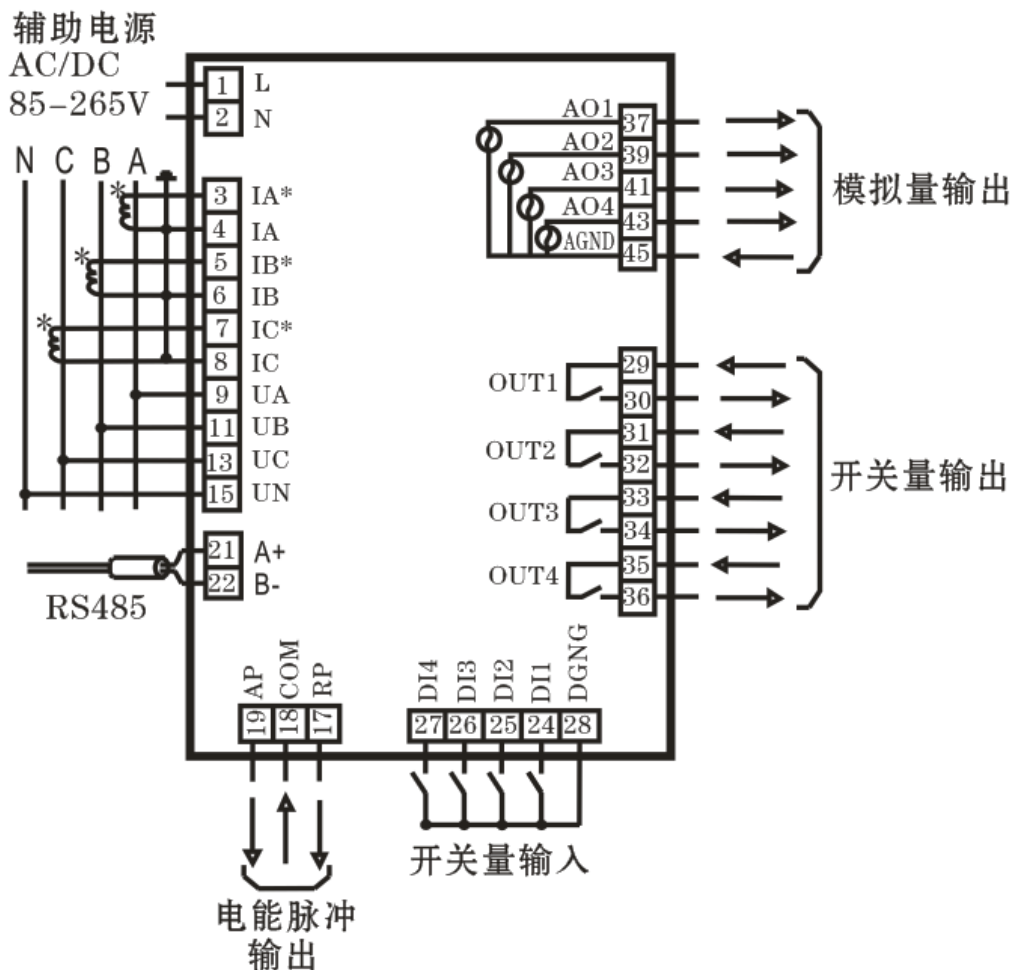 辅助电源
AC/DC
85-265V
1 L
2 N
N C B A
* 3 IA*
4 IA
* 5 IB*
6 IB
* 7 IC*
8 IC
9 UA
11 UB
13 UC
15 UN
21 A+
22 B-
RS485
AO1 37
AO2 39
AO3 41
AO4 43
AGND 45
模拟量输出
29
OUT1
30
31
OUT2
32
33
OUT3
34
35
OUT4
36
开关量输出
AP COM RP
19 18 17
电能脉冲
输出
DI4 DI3 DI2 DI1 DGNG
27 26 25 24 28
开关量输入